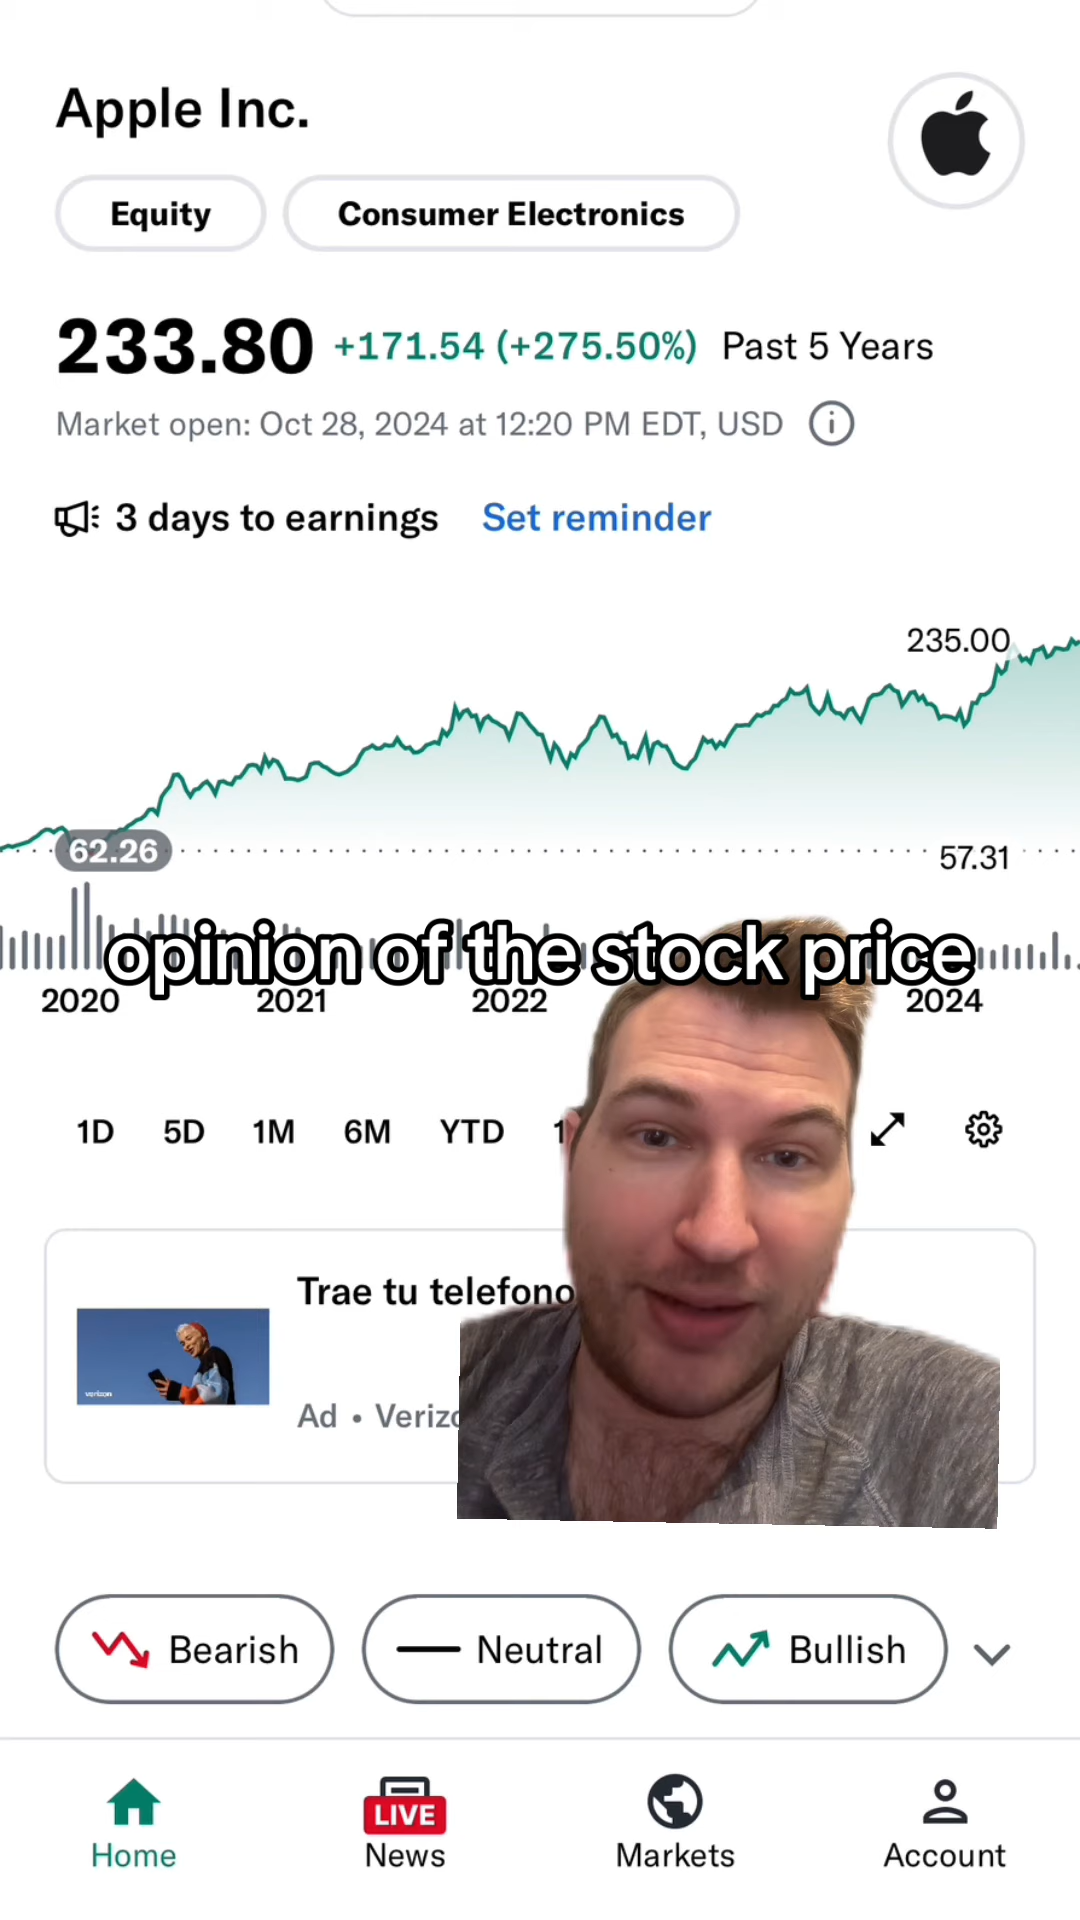 Apple Inc.
Equity Consumer Electronics
233.80 +171.54 (+275.50%) Past 5 Years
Market open: Oct 28, 2024 at 12:20 PM EDT, USD
3 days to earnings Set reminder
235.00
62.26
57.31
opinion of the stock price
2020 2021 2022 2024
1D 5D 1M 6M YTD
Trae tu telefono
verizon
Ad •
Bearish Neutral Bullish
LIVE
Home News Markets Account